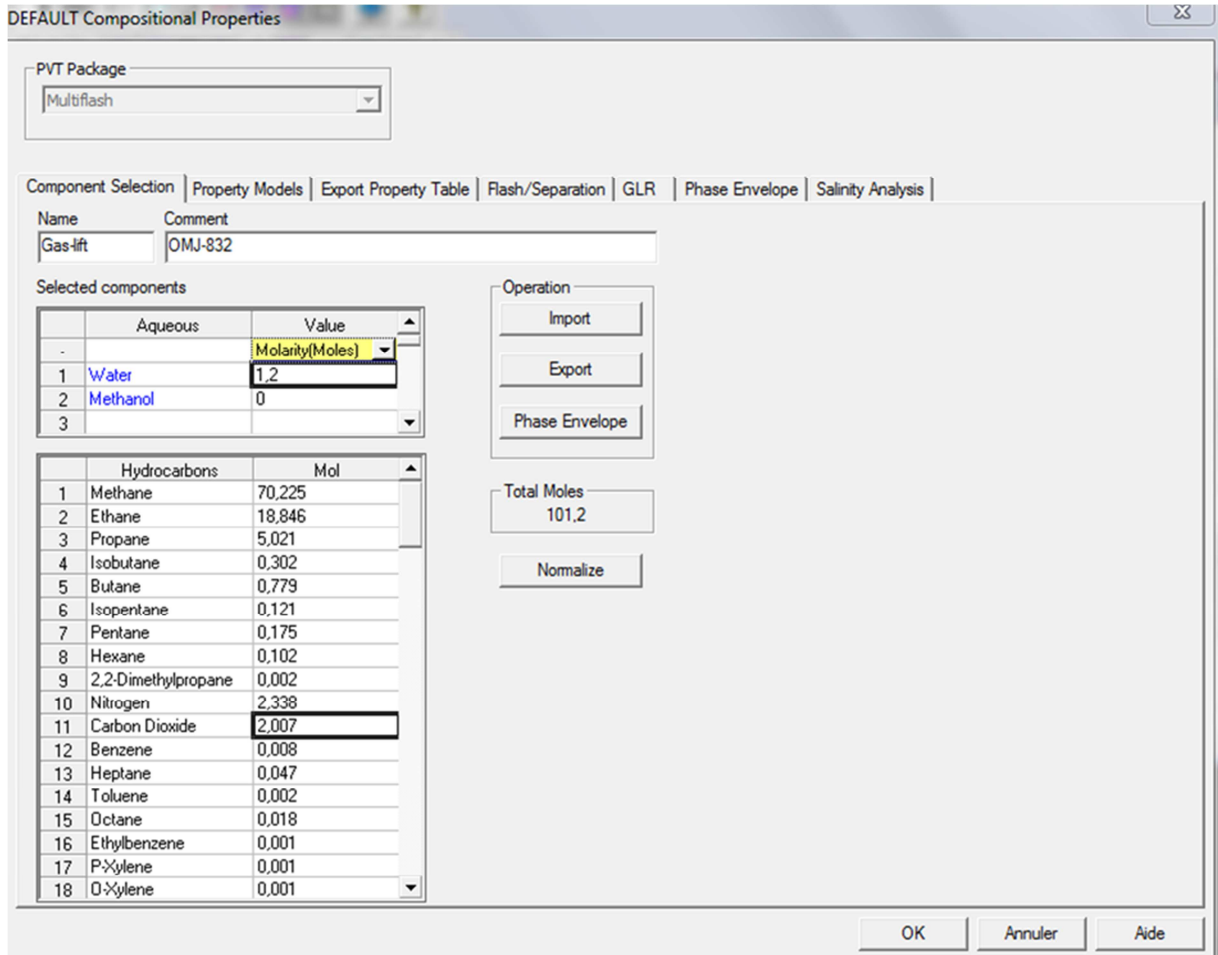 DEFAULT Compositional Properties
PVT Package
Multiflash
Component Selection Property Models Export Property Table Flash/Separation GLR Phase Envelope Salinity Analysis
Name Comment
Gas-lift OMJ-832
Selected components
Operation
Aqueous Value
- Molarity(Moles)
1 Water 1,2
2 Methanol 0
3
Import
Export
Phase Envelope
Hydrocarbons Mol
1 Methane 70,225
2 Ethane 18,846
3 Propane 5,021
4 Isobutane 0,302
5 Butane 0,779
6 Isopentane 0,121
7 Pentane 0,175
8 Hexane 0,102
9 2,2-Dimethylpropane 0,002
10 Nitrogen 2,338
11 Carbon Dioxide 2,007
12 Benzene 0,008
13 Heptane 0,047
14 Toluene 0,002
15 Octane 0,018
16 Ethylbenzene 0,001
17 P-Xylene 0,001
18 O-Xylene 0,001
Total Moles
101,2
Normalize
OK Annuler Aide